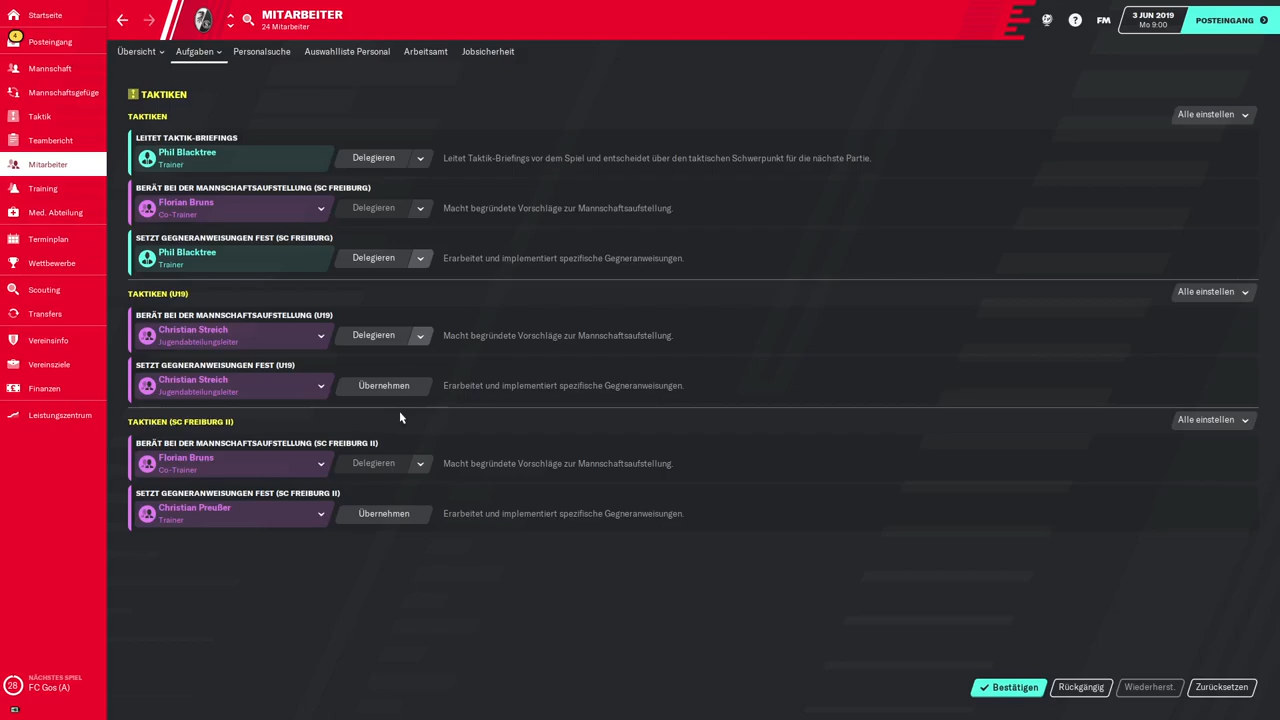 Startseite
4
Posteingang
Mannschaft
Mannschaftsgefüge
Taktik
Teambericht
Mitarbeiter
Training
Med. Abteilung
Terminplan
Wettbewerbe
Scouting
Transfers
Vereinsinfo
Vereinsziele
Finanzen
Leistungszentrum
28
NÄCHSTES SPIEL
FC Gos (A)
MITARBEITER
24 Mitarbeiter
FM
3 JUN 2019
Mo 9:00
POSTEINGANG
Übersicht Aufgaben Personalsuche Auswahlliste Personal Arbeitsamt Jobsicherheit
TAKTIKEN
TAKTIKEN
Alle einstellen
LEITET TAKTIK-BRIEFINGS
Phil Blacktree
Trainer
Delegieren
Leitet Taktik-Briefings vor dem Spiel und entscheidet über den taktischen Schwerpunkt für die nächste Partie.
BERÄT BEI DER MANNSCHAFTSAUFSTELLUNG (SC FREIBURG)
Florian Bruns
Co-Trainer
Delegieren
Macht begründete Vorschläge zur Mannschaftsaufstellung.
SETZT GEGNERANWEISUNGEN FEST (SC FREIBURG)
Phil Blacktree
Trainer
Delegieren
Erarbeitet und implementiert spezifische Gegneranweisungen.
TAKTIKEN (U19)
Alle einstellen
BERÄT BEI DER MANNSCHAFTSAUFSTELLUNG (U19)
Christian Streich
Jugendabteilungsleiter
Delegieren
Macht begründete Vorschläge zur Mannschaftsaufstellung.
SETZT GEGNERANWEISUNGEN FEST (U19)
Christian Streich
Jugendabteilungsleiter
Übernehmen
Erarbeitet und implementiert spezifische Gegneranweisungen.
TAKTIKEN (SC FREIBURG II)
Alle einstellen
BERÄT BEI DER MANNSCHAFTSAUFSTELLUNG (SC FREIBURG II)
Florian Bruns
Co-Trainer
Delegieren
Macht begründete Vorschläge zur Mannschaftsaufstellung.
SETZT GEGNERANWEISUNGEN FEST (SC FREIBURG II)
Christian Preußer
Trainer
Übernehmen
Erarbeitet und implementiert spezifische Gegneranweisungen.
Bestätigen Rückgängig Wiederherst. Zurücksetzen